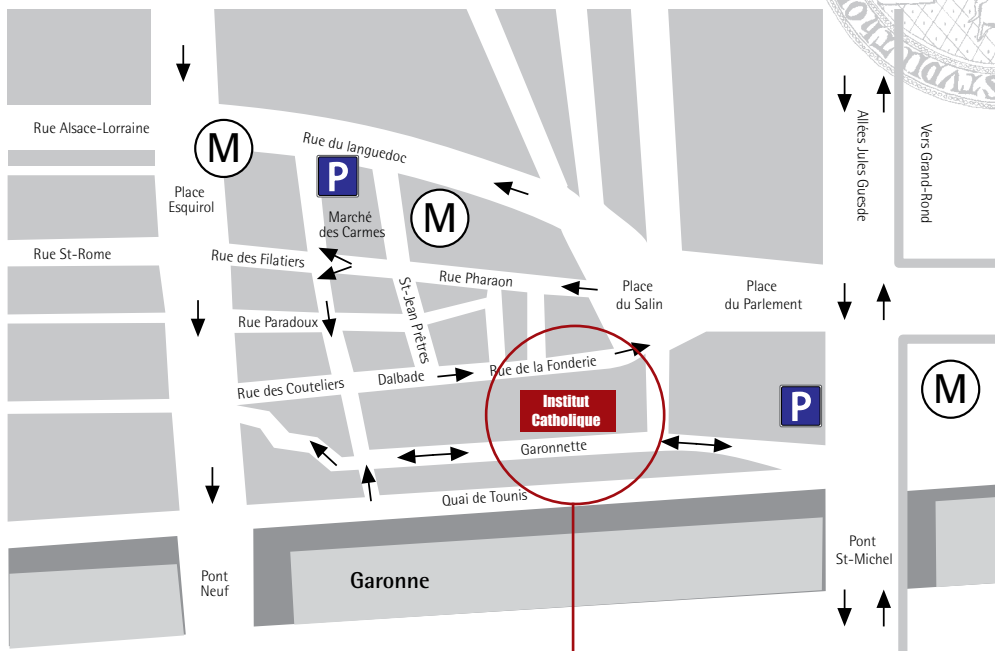 STVDIVTHO
Rue Alsace-Lorraine
M
Rue du languedoc
P
Allées Jules Guesde
Vers Grand-Rond
Place
Esquirol
Marché
des Carmes
M
Rue St-Rome
Rue des Filatiers
Rue Pharaon
St-Jean Prêtres
Place
du Salin
Place
du Parlement
Rue Paradoux
Rue des Couteliers
Dalbade
Rue de la Fonderie
Institut
Catholique
P
M
Garonnette
Quai de Tounis
Pont
Neuf
Garonne
Pont
St-Michel